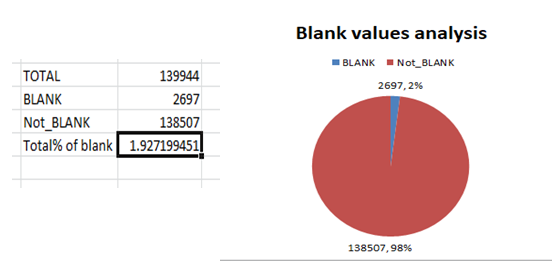 TOTAL 139944
BLANK 2697
Not_BLANK 138507
Total% of blank 1.927199451
Blank values analysis
BLANK Not_BLANK
2697, 2%
138507, 98%